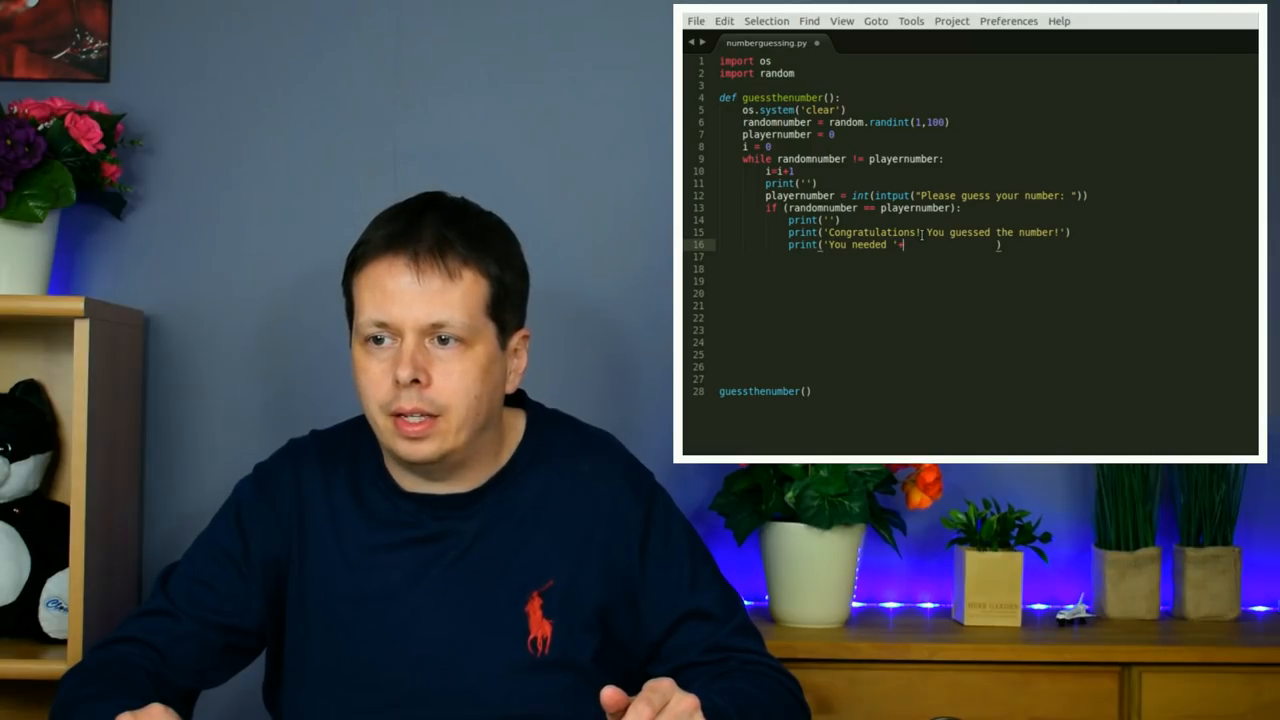 File Edit Selection Find View Goto Tools Project Preferences Help
numberguessing.py
1 import os
2 import random
3
4 def guessthenumber():
5 os.system('clear')
6 randomnumber = random.randint(1,100)
7 playernumber = 0
8 i = 0
9 while randomnumber != playernumber:
10 i=i+1
11 print('')
12 playernumber = int(intput("Please guess your number: "))
13 if (randomnumber == playernumber):
14 print('')
15 print('Congratulations! You guessed the number!')
16 print('You needed '+ )
17
18
19
20
21
22
23
24
25
26
27
28 guessthenumber()
HERB GARDEN